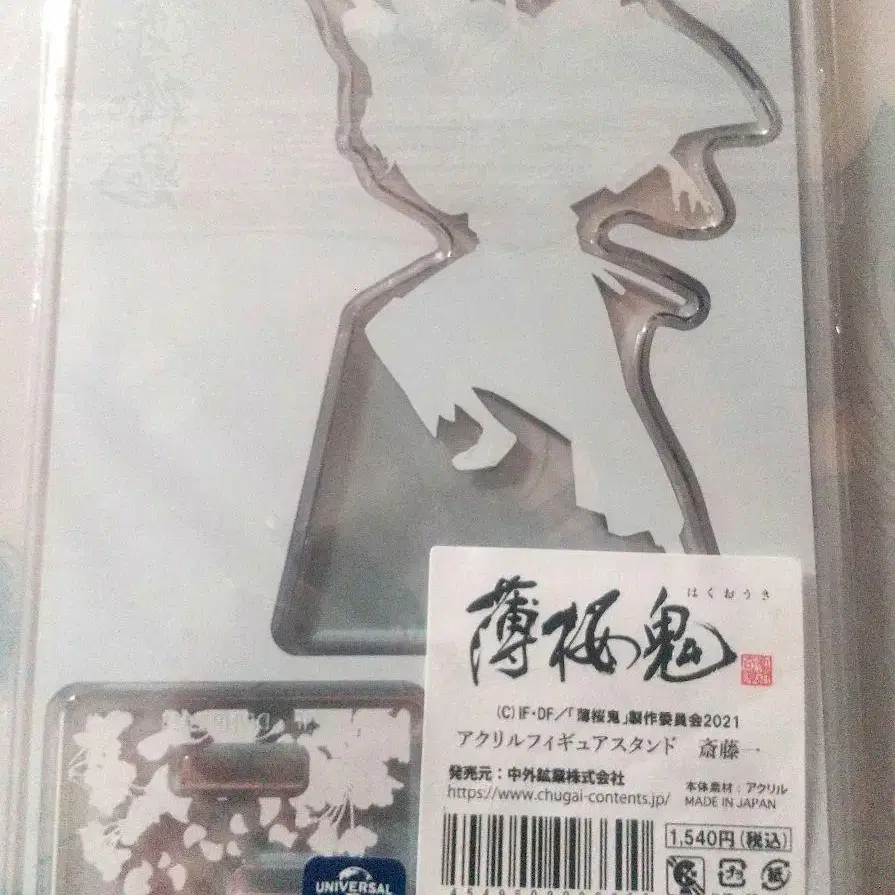 はくおうき
薄桜鬼
(C)IF・DF/「薄桜鬼」製作委員会2021
アクリルフィギュアスタンド 斎藤一
発売元:中外鉱業株式会社
https://www.chugai-contents.jp/
本体素材:アクリル
MADE IN JAPAN
1,540円(税込)
プラ
紙
UNIVERSAL